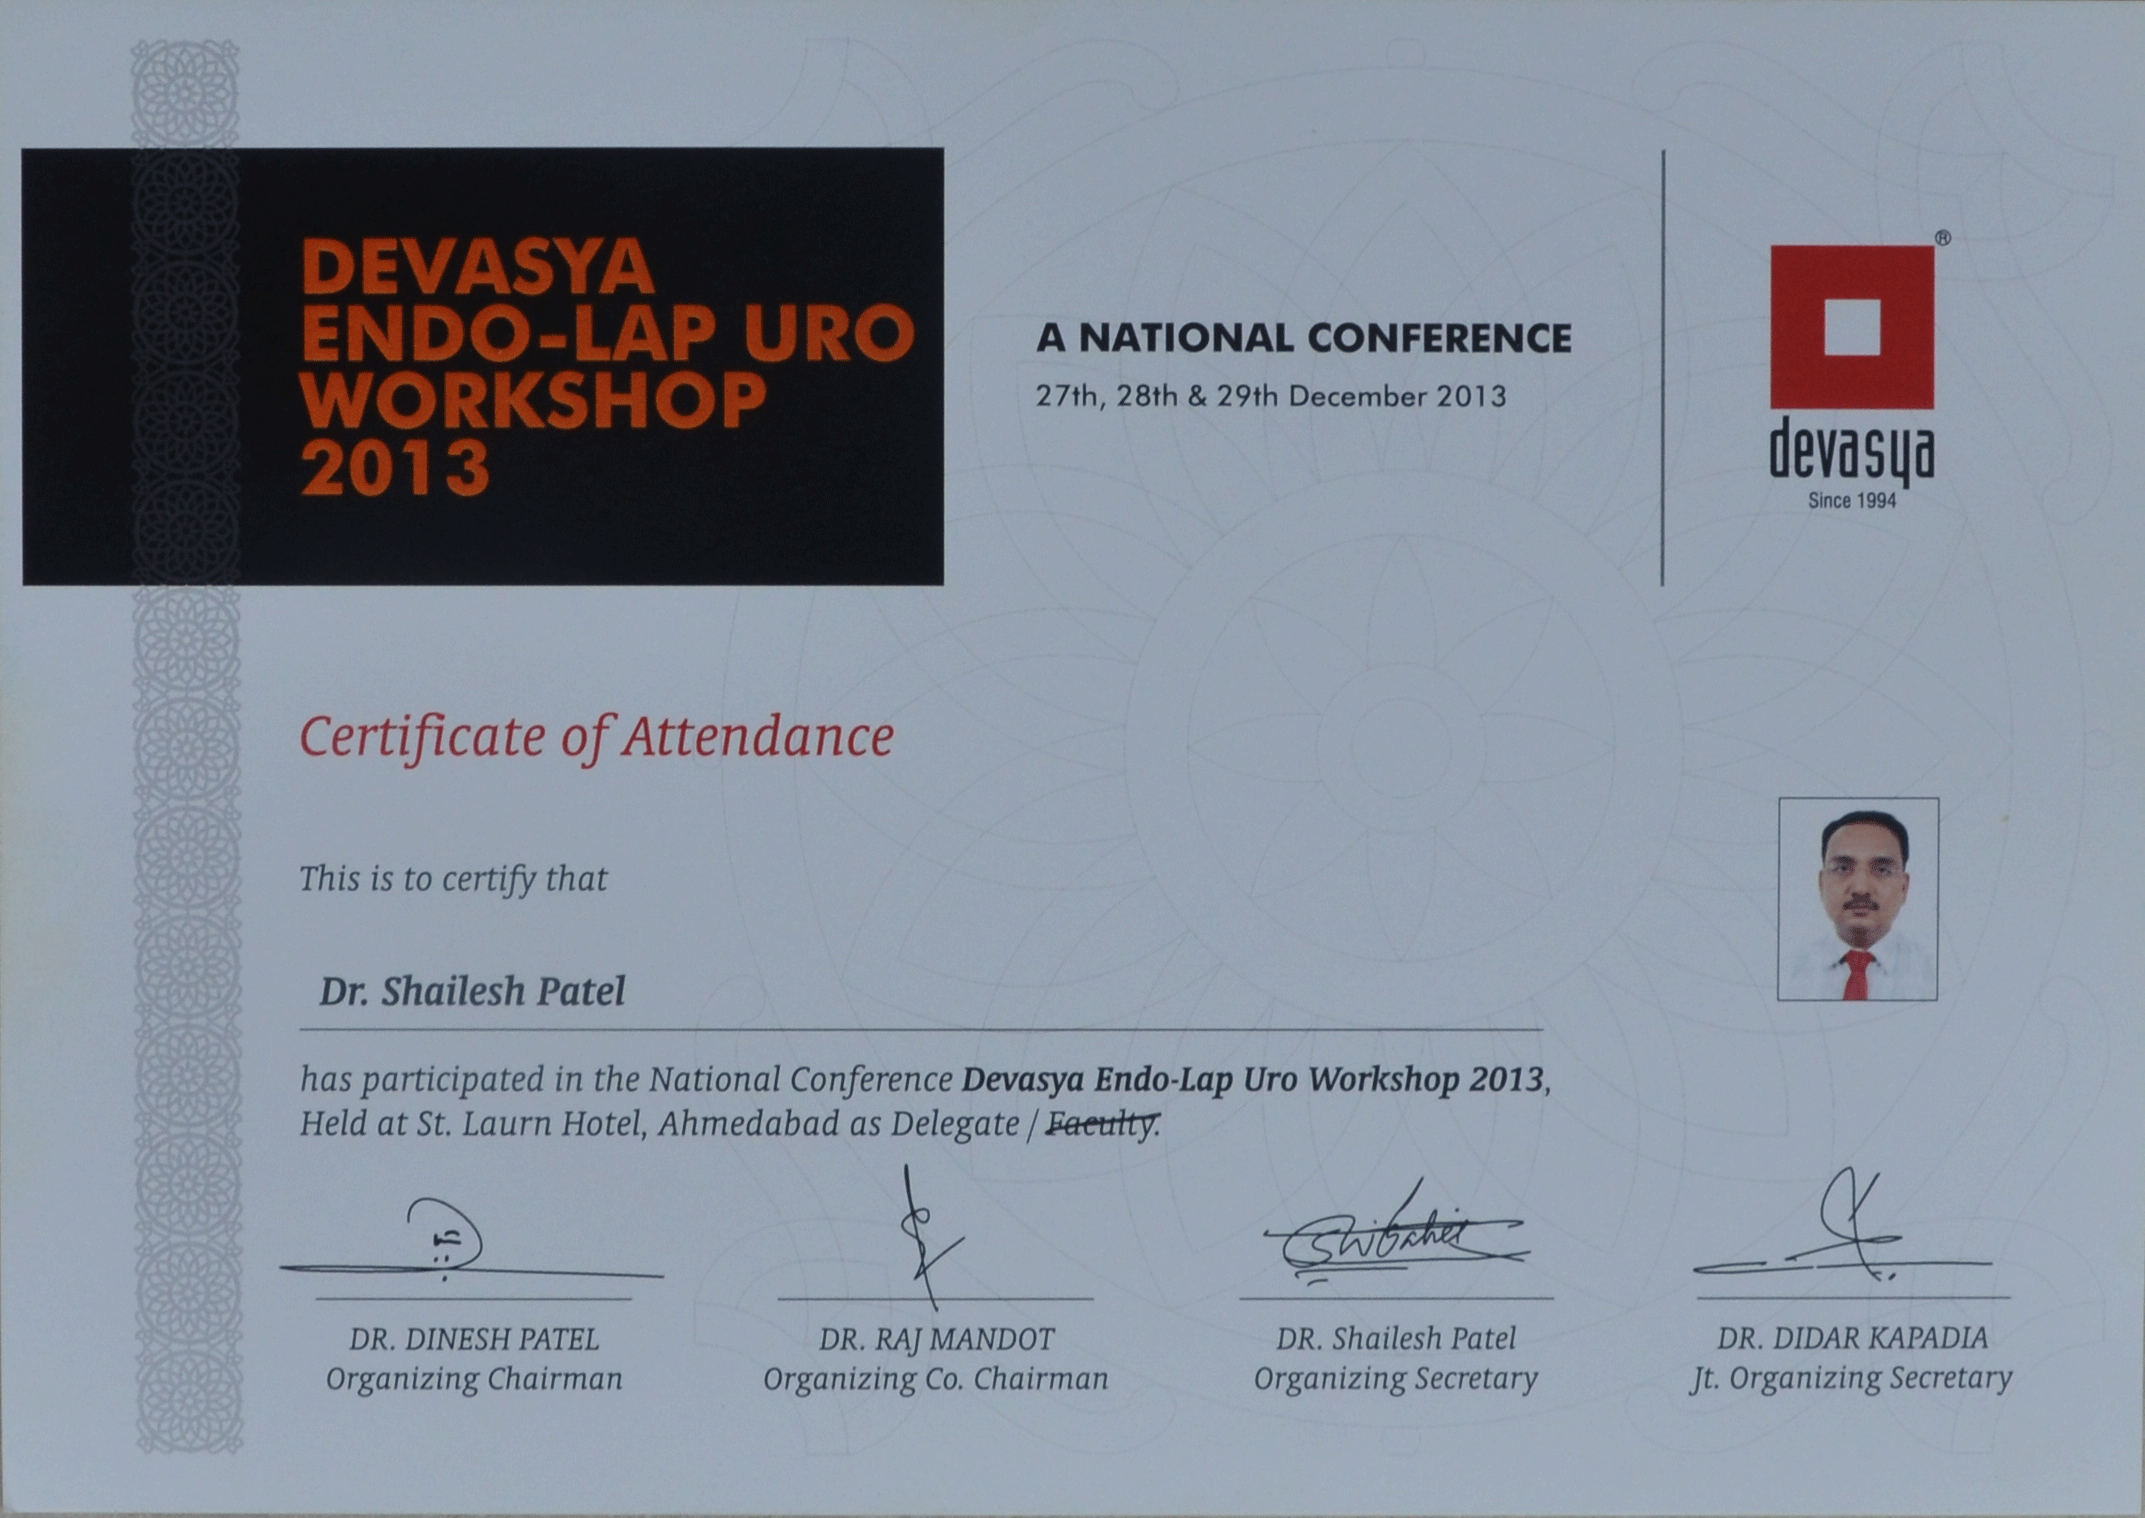 DEVASYA
ENDO-LAP URO
WORKSHOP
2013
A NATIONAL CONFERENCE
27th, 28th & 29th December 2013
®
devasya
Since 1994
Certificate of Attendance
This is to certify that
Dr. Shailesh Patel
has participated in the National Conference Devasya Endo-Lap Uro Workshop 2013,
Held at St. Laurn Hotel, Ahmedabad as Delegate / Faculty.
DR. DINESH PATEL
Organizing Chairman
DR. RAJ MANDOT
Organizing Co. Chairman
DR. Shailesh Patel
Organizing Secretary
DR. DIDAR KAPADIA
Jt. Organizing Secretary